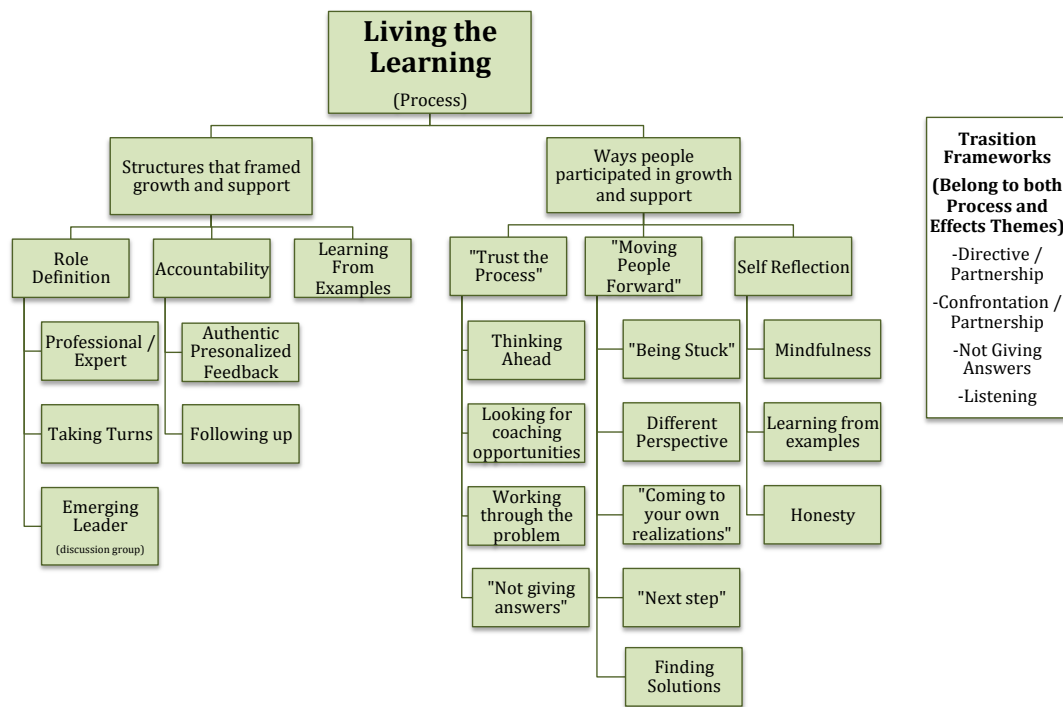 Living the
Learning
(Process)
Structures that framed
growth and support
Ways people
participated in growth
and support
Role
Definition
Accountability
Learning
From
Examples
"Trust the
Process"
"Moving
People
Forward"
Self Reflection
Professional /
Expert
Authentic
Presonalized
Feedback
Thinking
Ahead
"Being Stuck"
Mindfulness
Taking Turns
Following up
Looking for
coaching
opportunities
Different
Perspective
Learning from
examples
Emerging
Leader
(discussion group)
Working
through the
problem
"Coming to
your own
realizations"
Honesty
"Not giving
answers"
"Next step"
Finding
Solutions
Trasition
Frameworks
(Belong to both
Process and
Effects Themes)
-Directive /
Partnership
-Confrontation /
Partnership
-Not Giving
Answers
-Listening